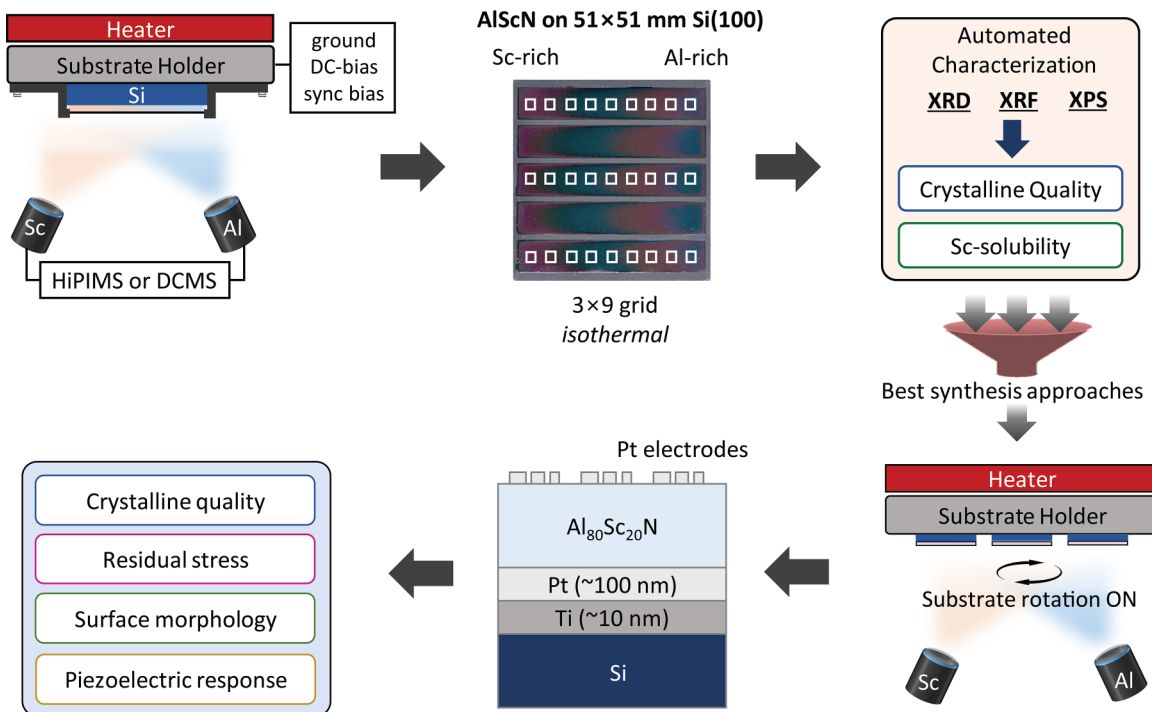 Heater
Substrate Holder
Si
ground
DC-bias
sync bias
Sc
Al
HiPIMS or DCMS
AlScN on 51×51 mm Si(100)
Sc-rich
Al-rich
3×9 grid
isothermal
Automated
Characterization
XRD XRF XPS
Crystalline Quality
Sc-solubility
Best synthesis approaches
Heater
Substrate Holder
Substrate rotation ON
Sc
Al
Pt electrodes
Al₈₀Sc₂₀N
Pt (~100 nm)
Ti (~10 nm)
Si
Crystalline quality
Residual stress
Surface morphology
Piezoelectric response